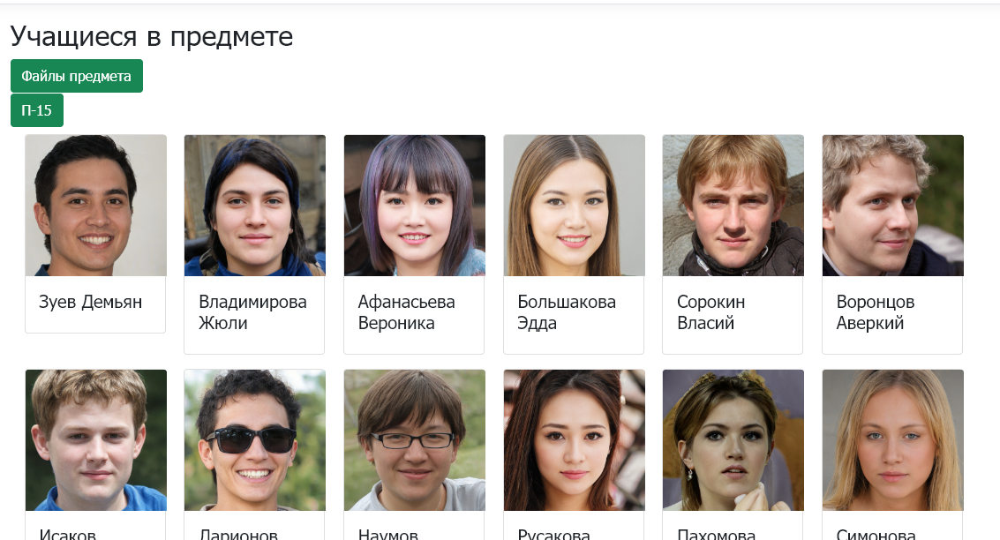 Учащиеся в предмете
Файлы предмета
П-15
Зуев Демьян
Владимирова
Жюли
Афанасьева
Вероника
Большакова
Эдда
Сорокин
Власий
Воронцов
Аверкий
Исаков
Ларионов
Наумов
Русакова
Пахомова
Симонова